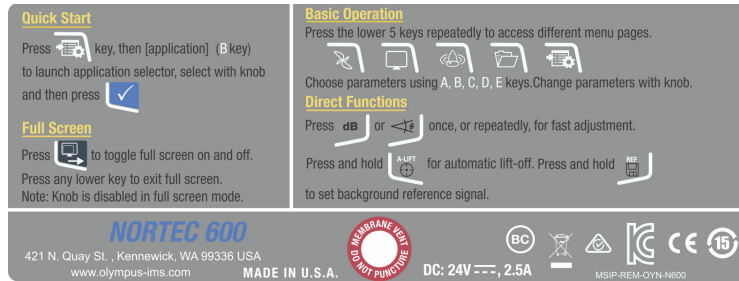 Quick Start
Press key, then [application] (B key)
to launch application selector, select with knob
and then press
Full Screen
Press to toggle full screen on and off.
Press any lower key to exit full screen.
Note: Knob is disabled in full screen mode.
Basic Operation
Press the lower 5 keys repeatedly to access different menu pages.
Choose parameters using A, B, C, D, E keys.Change parameters with knob.
Direct Functions
Press dB or θ once, or repeatedly, for fast adjustment.
Press and hold A-LIFT for automatic lift-off. Press and hold REF
to set background reference signal.
NORTEC 600
421 N. Quay St. , Kennewick, WA 99336 USA
www.olympus-ims.com
MADE IN U.S.A.
MEMBRANE VENT
DO NOT PUNCTURE
DC: 24V ⎓, 2.5A
BC
CE
15
MSIP-REM-OYN-N600